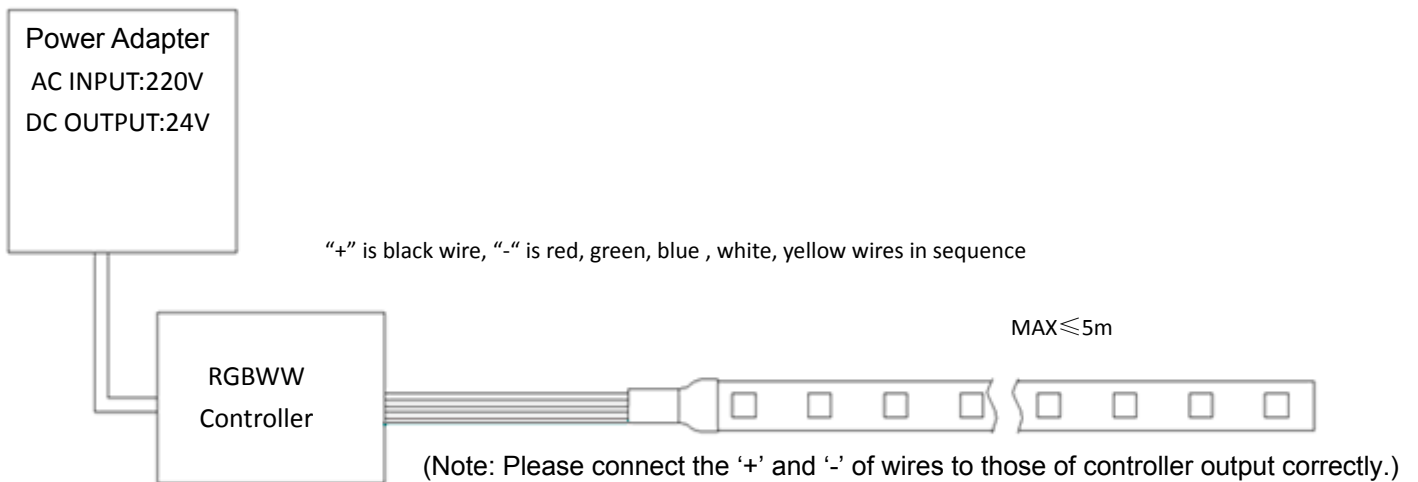 Power Adapter
AC INPUT:220V
DC OUTPUT:24V
“+” is black wire, “-“ is red, green, blue , white, yellow wires in sequence
MAX≤5m
RGBWW
Controller
(Note: Please connect the ‘+’ and ‘-’ of wires to those of controller output correctly.)